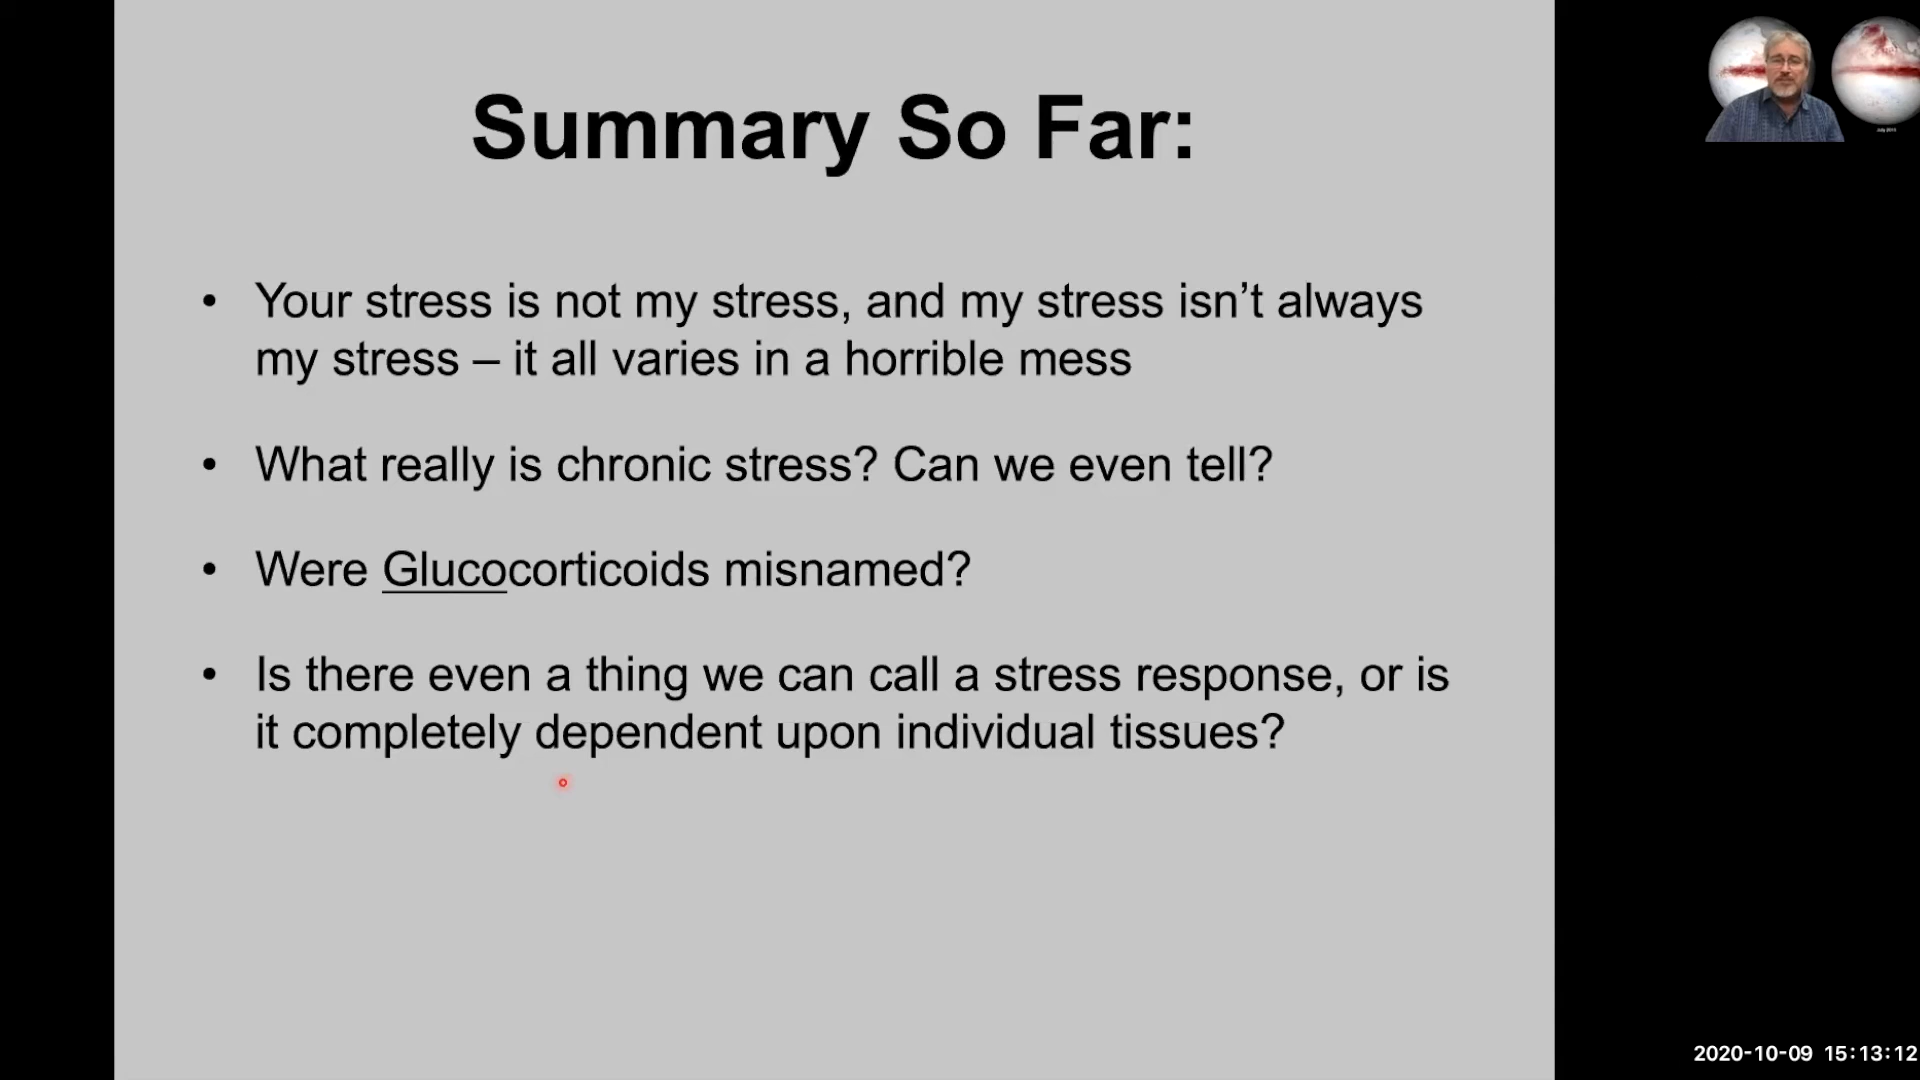 Summary So Far:
• Your stress is not my stress, and my stress isn’t always
my stress – it all varies in a horrible mess
• What really is chronic stress? Can we even tell?
• Were Glucocorticoids misnamed?
• Is there even a thing we can call a stress response, or is
it completely dependent upon individual tissues?
2020-10-09 15:13:12